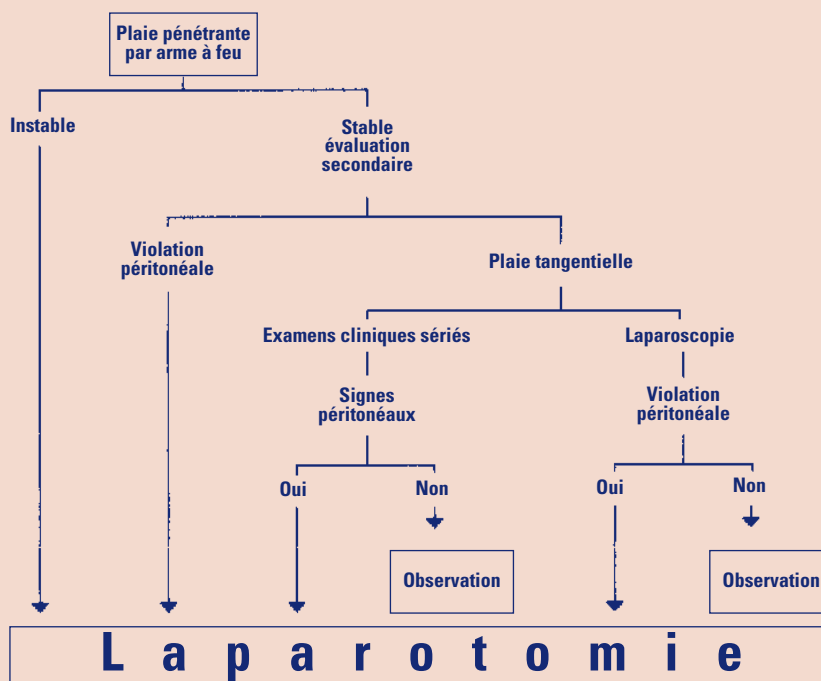 Plaie pénétrante
par arme à feu
Instable
Stable
évaluation
secondaire
Violation
péritonéale
Plaie tangentielle
Examens cliniques sériés
Laparoscopie
Signes
péritonéaux
Violation
péritonéale
Oui
Non
Oui
Non
Observation
Observation
Laparotomie